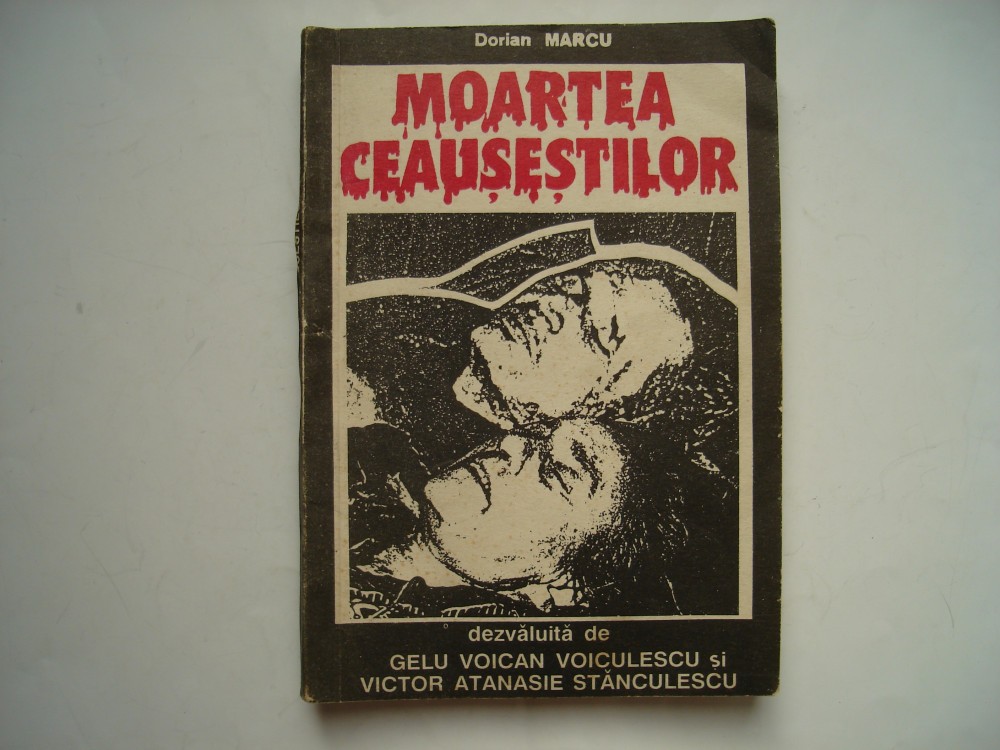 Dorian MARCU
MOARTEA
CEAUȘEȘTILOR
dezvăluită de
GELU VOICAN VOICULESCU și
VICTOR ATANASIE STĂNCULESCU